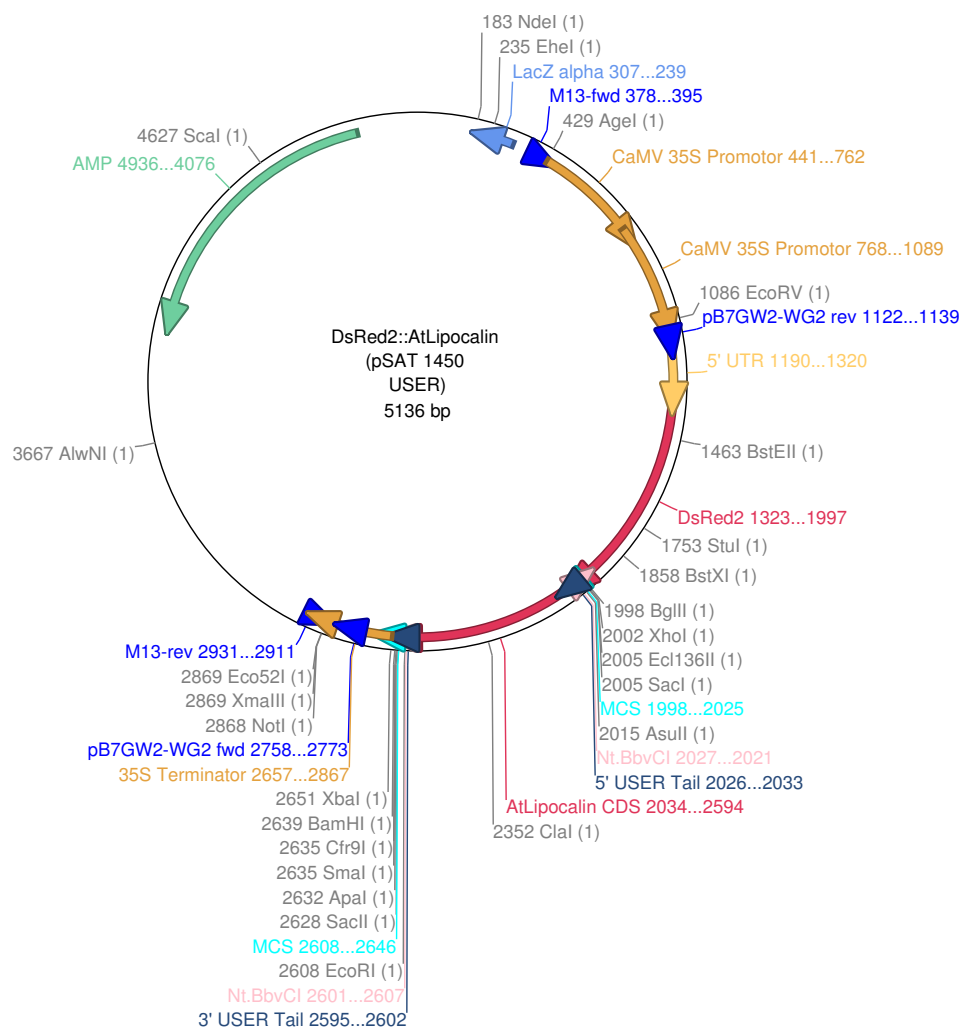 183 NdeI (1)
235 EheI (1)
LacZ alpha 307...239
M13-fwd 378...395
429 AgeI (1)
4627 ScaI (1)
AMP 4936...4076
CaMV 35S Promotor 441...762
CaMV 35S Promotor 768...1089
1086 EcoRV (1)
pB7GW2-WG2 rev 1122...1139
DsRed2::AtLipocalin
(pSAT 1450
USER)
5136 bp
5' UTR 1190...1320
3667 AlwNI (1)
1463 BstEII (1)
DsRed2 1323...1997
1753 StuI (1)
1858 BstXI (1)
1998 BglII (1)
2002 XhoI (1)
2005 Ecl136II (1)
2005 SacI (1)
MCS 1998...2025
2015 AsuII (1)
Nt.BbvCI 2027...2021
5' USER Tail 2026...2033
AtLipocalin CDS 2034...2594
2352 ClaI (1)
M13-rev 2931...2911
2869 Eco52I (1)
2869 XmaIII (1)
2868 NotI (1)
pB7GW2-WG2 fwd 2758...2773
35S Terminator 2657...2867
2651 XbaI (1)
2639 BamHI (1)
2635 Cfr9I (1)
2635 SmaI (1)
2632 ApaI (1)
2628 SacII (1)
MCS 2608...2646
2608 EcoRI (1)
Nt.BbvCI 2601...2607
3' USER Tail 2595...2602